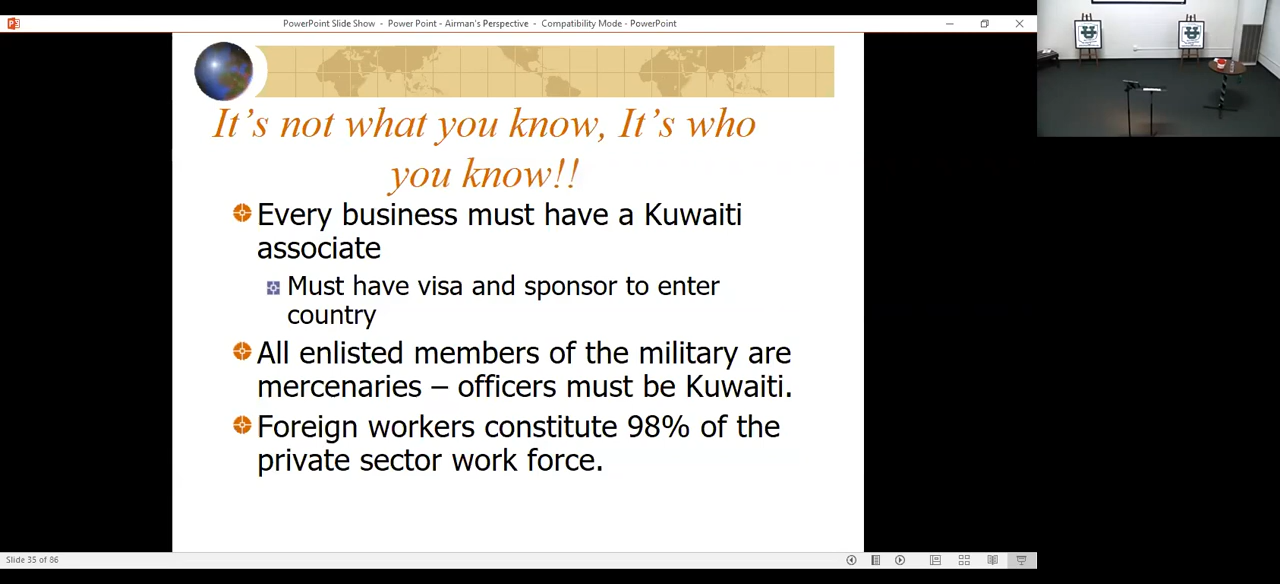 PowerPoint Slide Show - Power Point - Airman's Perspective - Compatibility Mode - PowerPoint
It's not what you know, It's who
you know!!
Every business must have a Kuwaiti
associate
Must have visa and sponsor to enter
country
All enlisted members of the military are
mercenaries – officers must be Kuwaiti.
Foreign workers constitute 98% of the
private sector work force.
Slide 35 of 86